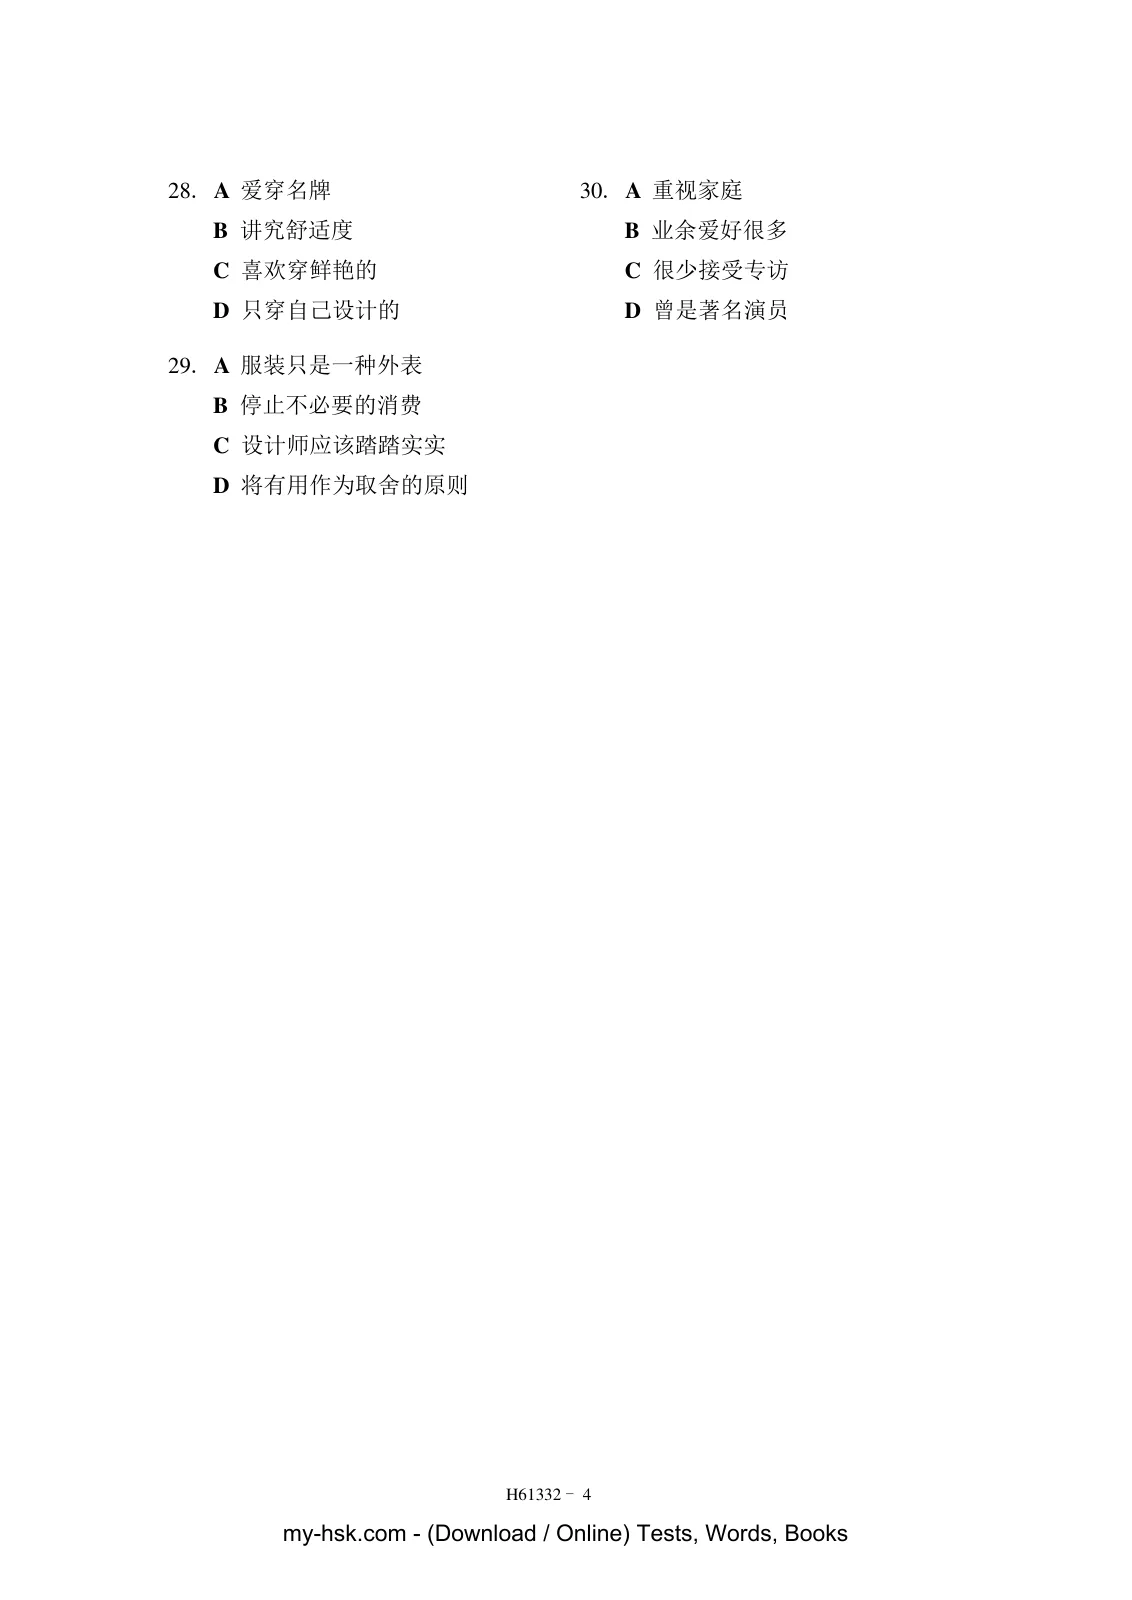 28. A 爱穿名牌
B 讲究舒适度
C 喜欢穿鲜艳的
D 只穿自己设计的
29. A 服装只是一种外表
B 停止不必要的消费
C 设计师应该踏踏实实
D 将有用作为取舍的原则
30. A 重视家庭
B 业余爱好很多
C 很少接受专访
D 曾是著名演员
H61332﹣ 4
my-hsk.com - (Download / Online) Tests, Words, Books